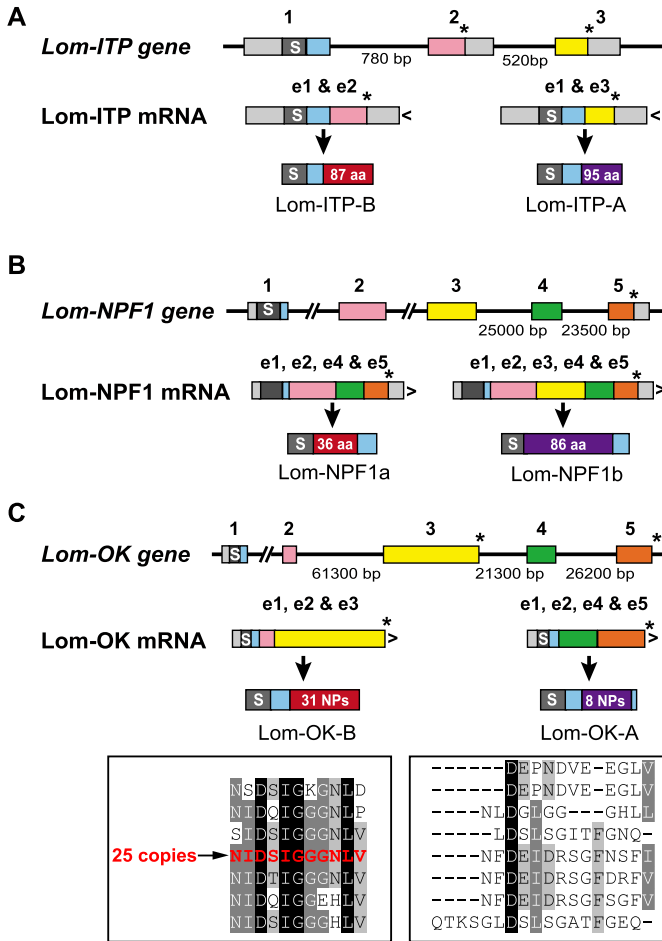 A
1 2 * * 3
Lom-ITP gene S
780 bp 520bp
e1 & e2 e1 & e3
* *
Lom-ITP mRNA S < S <
S 87 aa S 95 aa
Lom-ITP-B Lom-ITP-A
B
1 2 3 4 5
*
Lom-NPF1 gene S // //
25000 bp 23500 bp
e1, e2, e4 & e5 e1, e2, e3, e4 & e5
* *
Lom-NPF1 mRNA > >
S 36 aa S 86 aa
Lom-NPF1a Lom-NPF1b
C
1 2 3 * 4 5 *
Lom-OK gene S //
61300 bp 21300 bp 26200 bp
e1, e2 & e3 e1, e2, e4 & e5
* *
Lom-OK mRNA S > S >
S 31 NPs S 8 NPs
Lom-OK-B Lom-OK-A
NSDSIGKGNLD
NIDQIGGGNLP
SIDSIGGGNLV
25 copies NIDSIGGGNLV
NIDTIGGGNLV
NIDQIGGEHLV
NIDSIGGGNLV
------DEPNDVE-EGLV
------DEPNDVE-EGLV
----NLDGLGG---GHLL
----LDSLSGITFGNQ-
----NFDEIDRSGFNSFI
----NFDEIDRSGFDRFV
----NFDEIDRSGFSGFV
QTKSGLDSLSGATFGEQ-